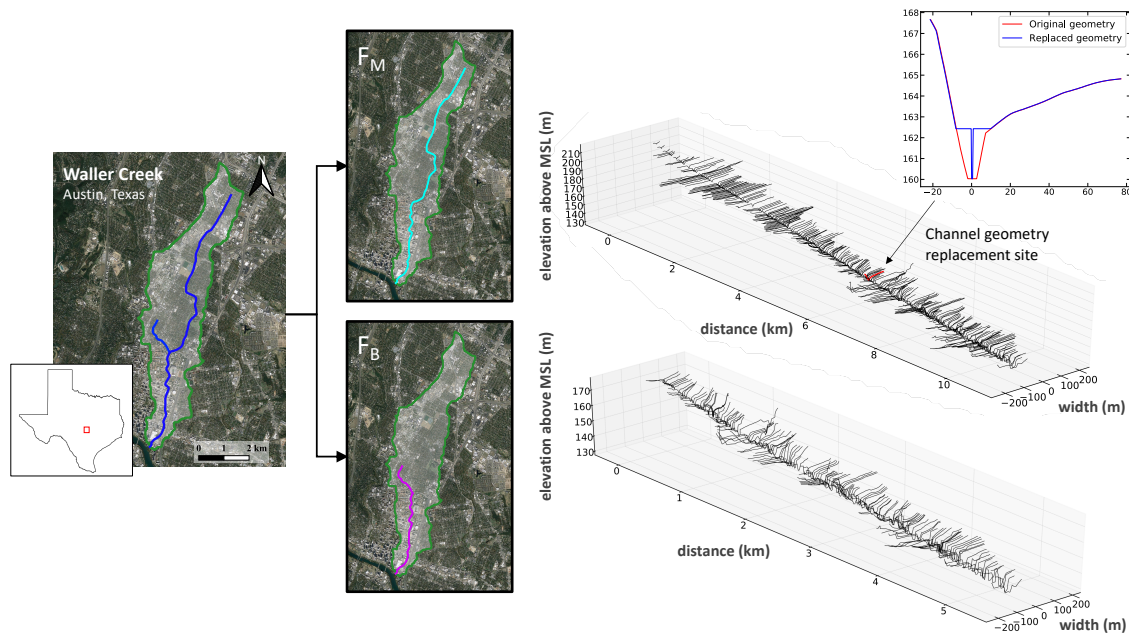 Waller Creek
Austin, Texas
N
0 1 2 km
F_M
F_B
168
167
166
165
164
163
162
161
160
−20 0 20 40 60 80
Original geometry
Replaced geometry
elevation above MSL (m)
210
200
190
180
170
160
150
140
130
0
2
4
6
8
10
distance (km)
−200
−100
0
100
200
width (m)
Channel geometry
replacement site
elevation above MSL (m)
170
160
150
140
130
0
1
2
3
4
5
distance (km)
−200
−100
0
100
200
width (m)